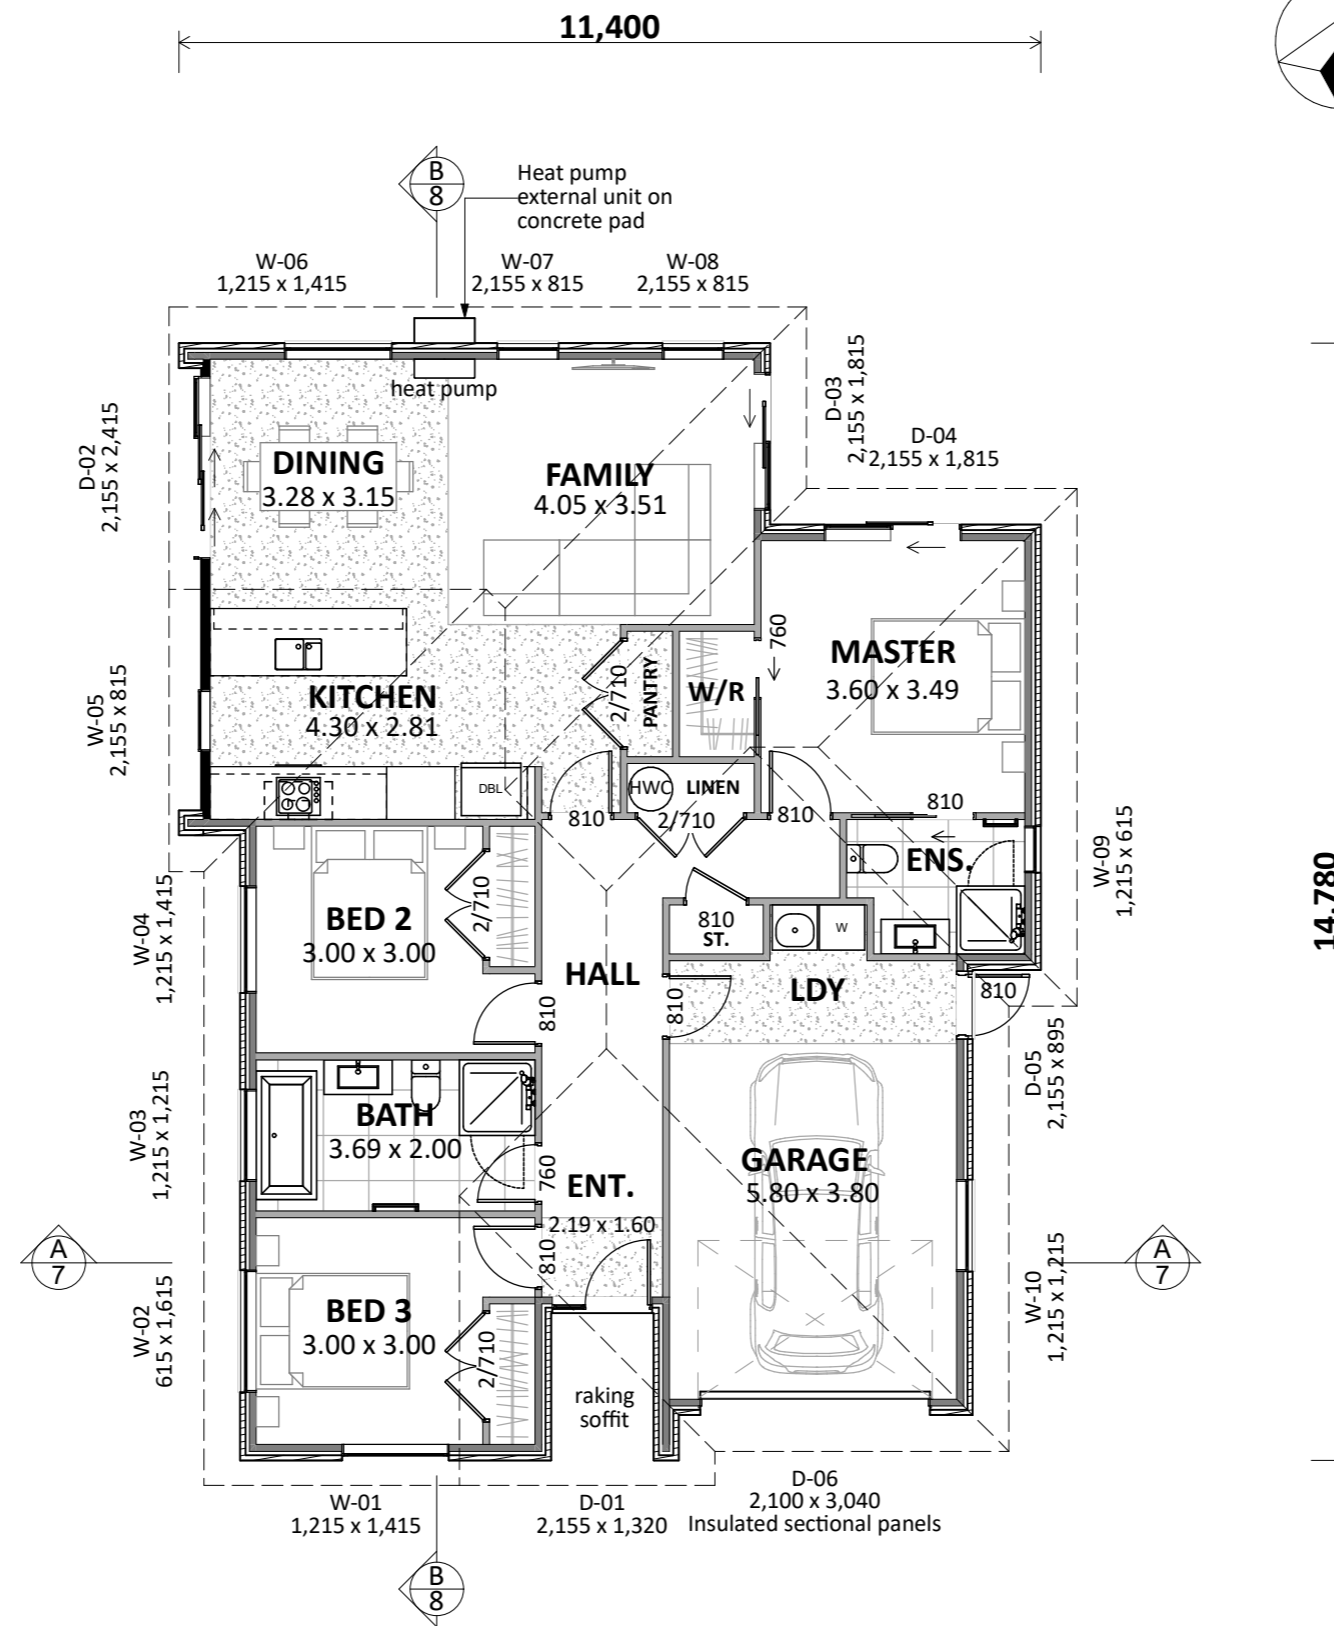 11,400
B
8
Heat pump
external unit on
concrete pad
W-06
1,215 x 1,415
W-07
2,155 x 815
W-08
2,155 x 815
heat pump
D-02
2,155 x 2,415
DINING
3.28 x 3.15
FAMILY
4.05 x 3.51
D-03
2,155 x 1,815
D-04
2,155 x 1,815
W-05
2,155 x 815
KITCHEN
4.30 x 2.81
2/710
PANTRY
W/R
760
MASTER
3.60 x 3.49
DBL
HWC
LINEN
810
2/710
810
810
ENS.
W-09
1,215 x 615
14,780
W-04
1,215 x 1,415
BED 2
3.00 x 3.00
2/710
810
ST.
W
HALL
810
810
LDY
810
D-05
2,155 x 895
W-03
1,215 x 1,215
BATH
3.69 x 2.00
760
ENT.
2.19 x 1.60
GARAGE
5.80 x 3.80
A
7
A
7
W-02
615 x 1,615
BED 3
3.00 x 3.00
810
2/710
raking
soffit
W-10
1,215 x 1,215
W-01
1,215 x 1,415
D-01
2,155 x 1,320
D-06
2,100 x 3,040
Insulated sectional panels
B
8